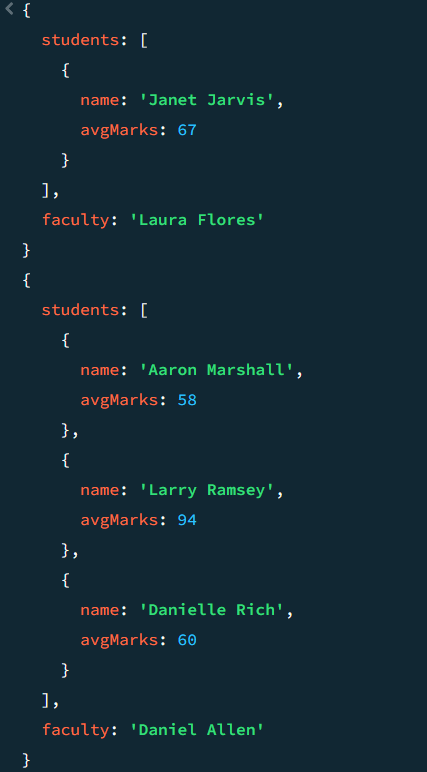 {
  students: [
    {
      name: 'Janet Jarvis',
      avgMarks: 67
    }
  ],
  faculty: 'Laura Flores'
}
{
  students: [
    {
      name: 'Aaron Marshall',
      avgMarks: 58
    },
    {
      name: 'Larry Ramsey',
      avgMarks: 94
    },
    {
      name: 'Danielle Rich',
      avgMarks: 60
    }
  ],
  faculty: 'Daniel Allen'
}